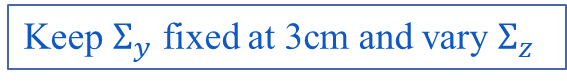 Keep Σ_y fixed at 3cm and vary Σ_z